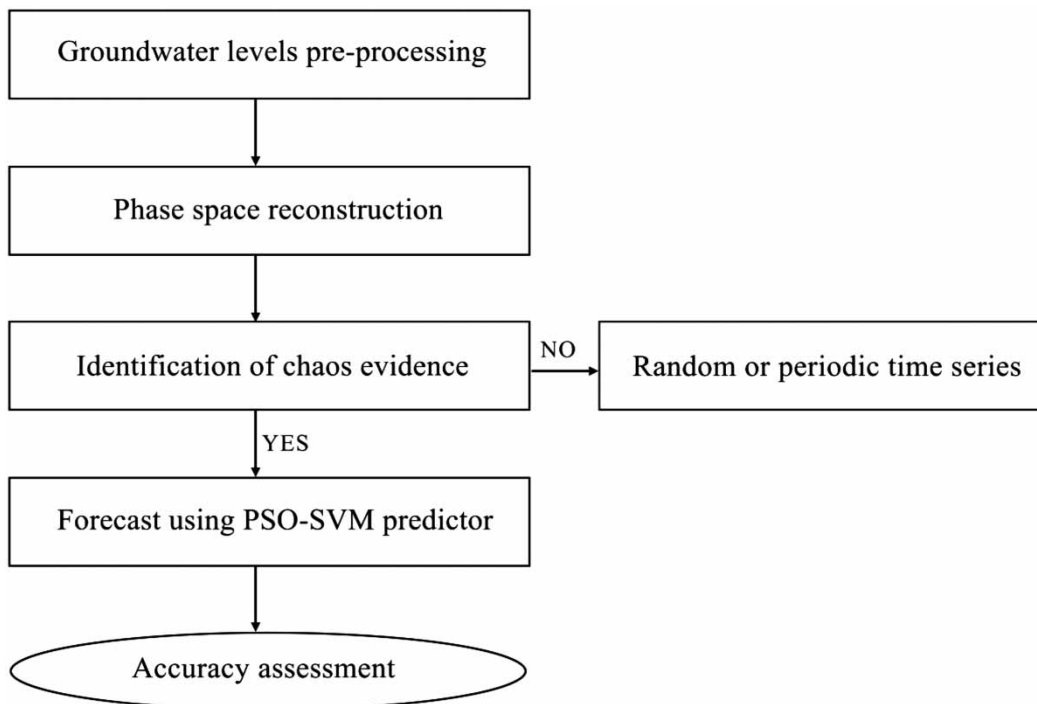 Groundwater levels pre-processing
Phase space reconstruction
Identification of chaos evidence
NO
Random or periodic time series
YES
Forecast using PSO-SVM predictor
Accuracy assessment